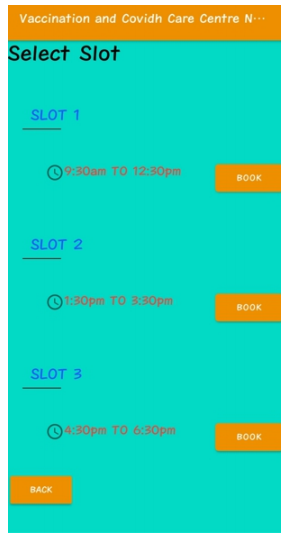 Vaccination and Covidh Care Centre N...
Select Slot
SLOT 1
9:30am TO 12:30pm
BOOK
SLOT 2
1:30pm TO 3:30pm
BOOK
SLOT 3
4:30pm TO 6:30pm
BOOK
BACK